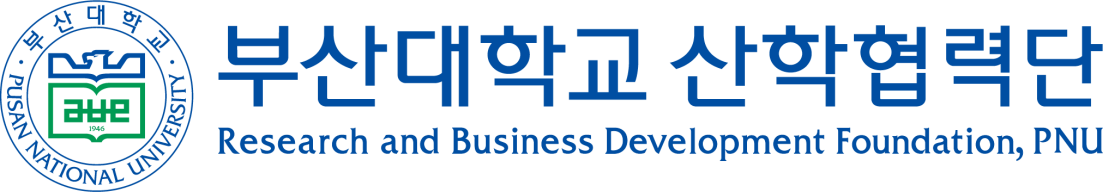 · 부산대학교 ·
PUSAN NATIONAL UNIVERSITY
1946
부산대학교 산학협력단
Research and Business Development Foundation, PNU